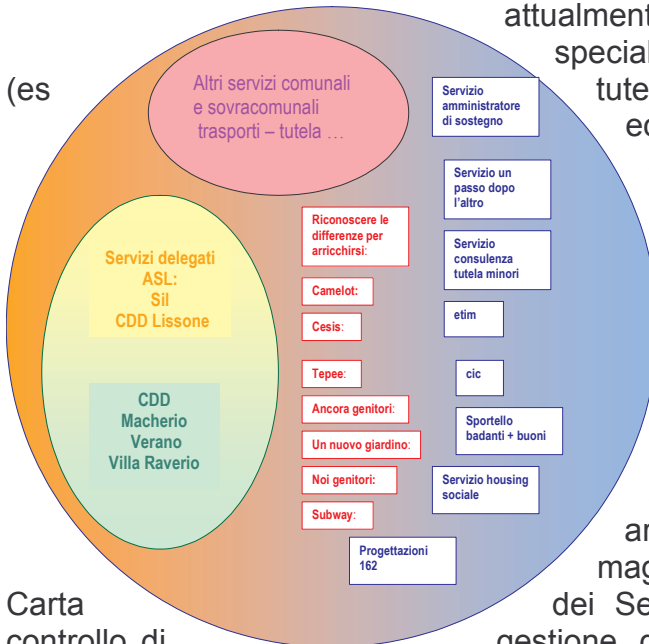 attualment
special
(es
tute
ec
Altri servizi comunali
e sovracomunali
trasporti – tutela …
Servizio
amministratore
di sostegno
Servizio un
passo dopo
l'altro
Riconoscere le
differenze per
arricchirsi:
Servizio
consulenza
tutela minori
Servizi delegati
ASL:
Sil
CDD Lissone
Camelot:
etim
Cesis:
Tepee:
cic
CDD
Macherio
Verano
Villa Raverio
Ancora genitori:
Sportello
badanti + buoni
Un nuovo giardino:
Noi genitori:
Servizio housing
sociale
Subway:
Progettazioni
162
mag
Carta
dei Se
controllo di
gestione